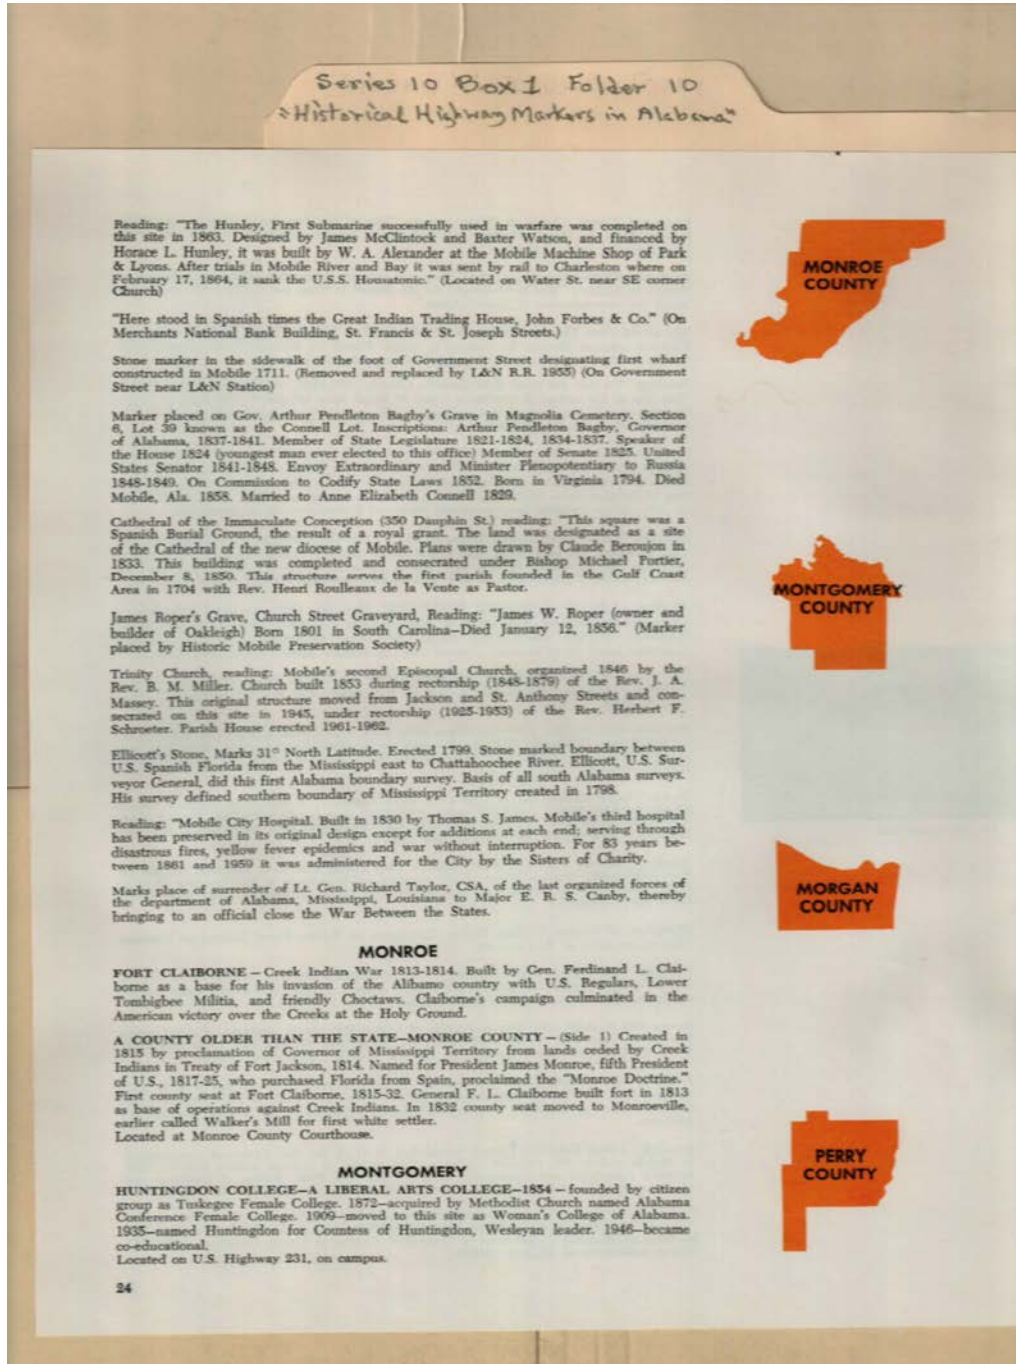 Series 10 Box 1 Folder 10
"Historical Highway Markers in Alabama"
Reading: "The Hunley, First Submarine successfully used in warfare was completed on
this site in 1863. Designed by James McClintock and Baxter Watson, and financed by
Horace L. Hunley, it was built by W. A. Alexander at the Mobile Machine Shop of Park
& Lyons. After trials in Mobile River and Bay it was sent by rail to Charleston where on
February 17, 1864, it sank the U.S.S. Housatonic." (Located on Water St. near SE corner
Church)
"Here stood in Spanish times the Great Indian Trading House, John Forbes & Co." (On
Merchants National Bank Building, St. Francis & St. Joseph Streets.)
Stone marker in the sidewalk of the foot of Government Street designating first wharf
constructed in Mobile 1711. (Removed and replaced by L&N R.R. 1955) (On Government
Street near L&N Station)
Marker placed on Gov. Arthur Pendleton Bagby's Grave in Magnolia Cemetery. Section
6, Lot 39 known as the Connell Lot. Inscriptions: Arthur Pendleton Bagby, Governor
of Alabama, 1837-1841. Member of State Legislature 1821-1824, 1834-1837. Speaker of
the House 1824 (youngest man ever elected to this office) Member of Senate 1825. United
States Senator 1841-1848. Envoy Extraordinary and Minister Plenopotentiary to Russia
1848-1849. On Commission to Codify State Laws 1852. Born in Virginia 1794. Died
Mobile, Ala. 1858. Married to Anne Elizabeth Connell 1829.
Cathedral of the Immaculate Conception (350 Dauphin St.) reading: "This square was a
Spanish Burial Ground, the result of a royal grant. The land was designated as a site
of the Cathedral of the new diocese of Mobile. Plans were drawn by Claude Beroujon in
1833. This building was completed and consecrated under Bishop Michael Portier,
December 8, 1850. This structure serves the first parish founded in the Gulf Coast
Area in 1704 with Rev. Henri Roulleaux de la Vente as Pastor.
James Roper's Grave, Church Street Graveyard, Reading: "James W. Roper (owner and
builder of Oakleigh) Born 1801 in South Carolina—Died January 12, 1856." (Marker
placed by Historic Mobile Preservation Society)
Trinity Church, reading: Mobile's second Episcopal Church, organized 1846 by the
Rev. B. M. Miller. Church built 1853 during rectorship (1848-1879) of the Rev. J. A.
Massey. This original structure moved from Jackson and St. Anthony Streets and con-
secrated on this site in 1945, under rectorship (1925-1953) of the Rev. Herbert F.
Schroeter. Parish House erected 1961-1962.
Ellicott's Stone, Marks 31° North Latitude. Erected 1799. Stone marked boundary between
U.S. Spanish Florida from the Mississippi east to Chattahoochee River. Ellicott, U.S. Sur-
veyor General, did this first Alabama boundary survey. Basis of all south Alabama surveys.
His survey defined southern boundary of Mississippi Territory created in 1798.
Reading: "Mobile City Hospital. Built in 1830 by Thomas S. James. Mobile's third hospital
has been preserved in its original design except for additions at each end; serving through
disastrous fires, yellow fever epidemics and war without interruption. For 83 years be-
tween 1861 and 1959 it was administered for the City by the Sisters of Charity.
Marks place of surrender of Lt. Gen. Richard Taylor, CSA, of the last organized forces of
the department of Alabama, Mississippi, Louisiana to Major E. R. S. Canby, thereby
bringing to an official close the War Between the States.
MONROE
FORT CLAIBORNE — Creek Indian War 1813-1814. Built by Gen. Ferdinand L. Clai-
borne as a base for his invasion of the Alibamo country with U.S. Regulars, Lower
Tombigbee Militia, and friendly Choctaws. Claiborne's campaign culminated in the
American victory over the Creeks at the Holy Ground.
A COUNTY OLDER THAN THE STATE—MONROE COUNTY — (Side 1) Created in
1815 by proclamation of Governor of Mississippi Territory from lands ceded by Creek
Indians in Treaty of Fort Jackson, 1814. Named for President James Monroe, fifth President
of U.S., 1817-25, who purchased Florida from Spain, proclaimed the "Monroe Doctrine."
First county seat at Fort Claiborne, 1815-32. General F. L. Claiborne built fort in 1813
as base of operations against Creek Indians. In 1832 county seat moved to Monroeville,
earlier called Walker's Mill for first white settler.
Located at Monroe County Courthouse.
MONTGOMERY
HUNTINGDON COLLEGE—A LIBERAL ARTS COLLEGE—1854 — founded by citizen
group as Tuskegee Female College. 1872—acquired by Methodist Church named Alabama
Conference Female College. 1909—moved to this site as Woman's College of Alabama.
1935—named Huntingdon for Countess of Huntingdon, Wesleyan leader. 1946—became
co-educational.
Located on U.S. Highway 231, on campus.
24
MONROE
COUNTY
MONTGOMERY
COUNTY
MORGAN
COUNTY
PERRY
COUNTY